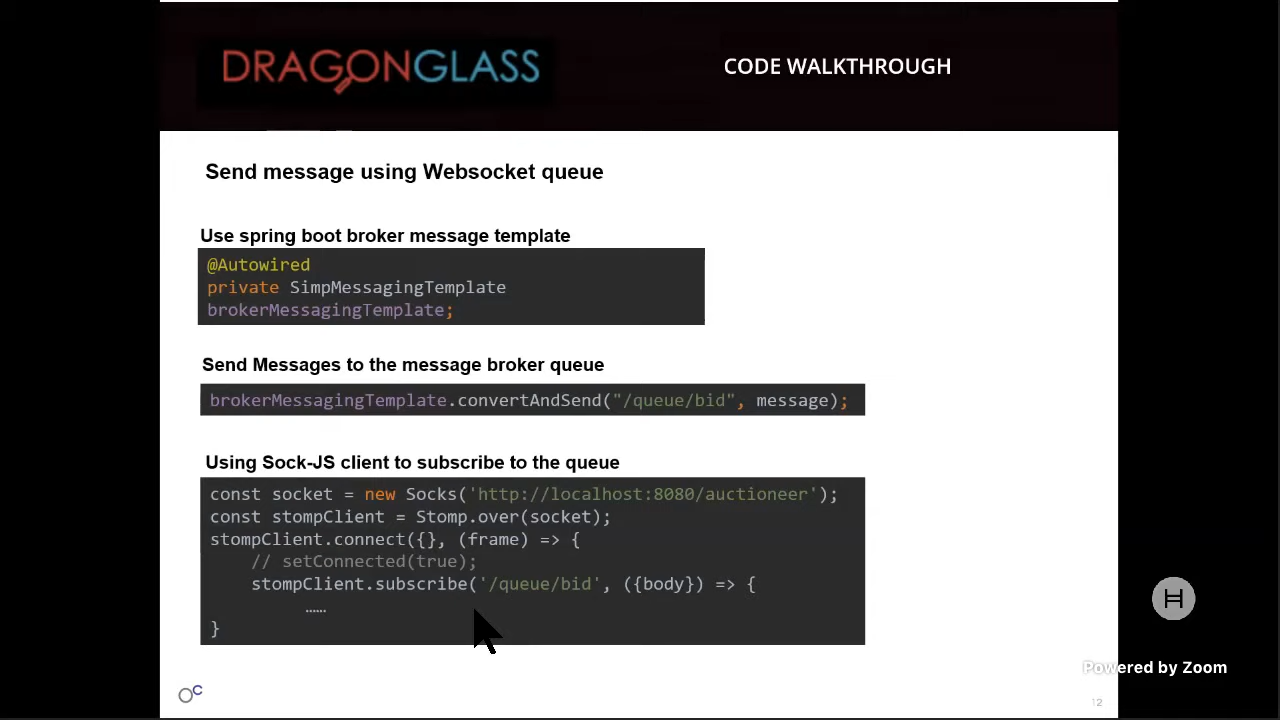 DRAGONGLASS
CODE WALKTHROUGH
Send message using Websocket queue
Use spring boot broker message template
@Autowired
private SimpMessagingTemplate
brokerMessagingTemplate;
Send Messages to the message broker queue
brokerMessagingTemplate.convertAndSend("/queue/bid", message);
Using Sock-JS client to subscribe to the queue
const socket = new Socks('http://localhost:8080/auctioneer');
const stompClient = Stomp.over(socket);
stompClient.connect({}, (frame) => {
// setConnected(true);
stompClient.subscribe('/queue/bid', ({body}) => {
……
}
H
Powered by Zoom
OC
12